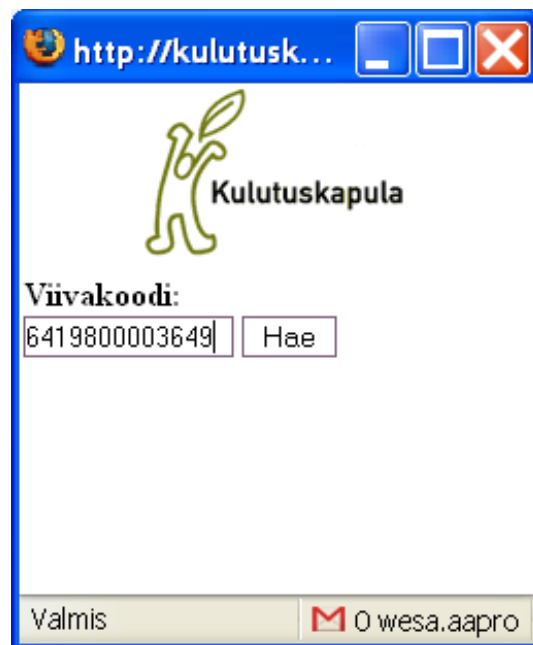 http://kulutusk...
Kulutuskapula
Viivakoodi:
6419800003649 Hae
Valmis 0 wesa.aapro